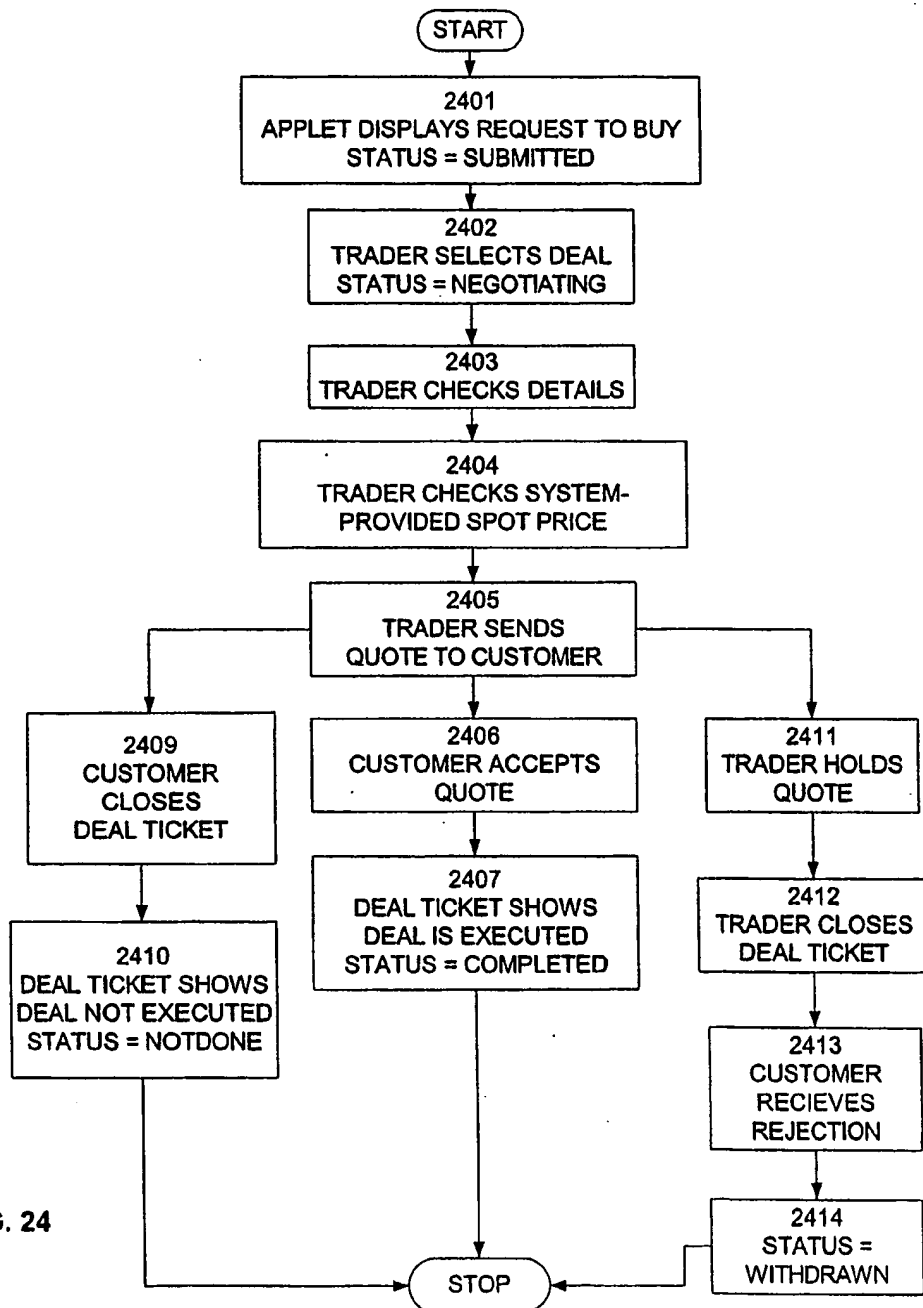 START
2401
APPLET DISPLAYS REQUEST TO BUY
STATUS = SUBMITTED
2402
TRADER SELECTS DEAL
STATUS = NEGOTIATING
2403
TRADER CHECKS DETAILS
2404
TRADER CHECKS SYSTEM-
PROVIDED SPOT PRICE
2405
TRADER SENDS
QUOTE TO CUSTOMER
2409
CUSTOMER
CLOSES
DEAL TICKET
2410
DEAL TICKET SHOWS
DEAL NOT EXECUTED
STATUS = NOTDONE
2406
CUSTOMER ACCEPTS
QUOTE
2407
DEAL TICKET SHOWS
DEAL IS EXECUTED
STATUS = COMPLETED
2411
TRADER HOLDS
QUOTE
2412
TRADER CLOSES
DEAL TICKET
2413
CUSTOMER
RECIEVES
REJECTION
2414
STATUS =
WITHDRAWN
STOP
G. 24